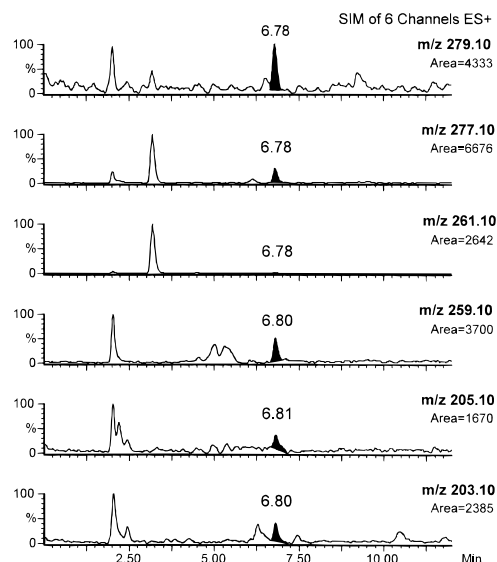 SIM of 6 Channels ES+
6.78
m/z 279.10
Area=4333
100
%
0
6.78
m/z 277.10
Area=6676
100
%
0
6.78
m/z 261.10
Area=2642
100
%
0
6.80
m/z 259.10
Area=3700
100
%
0
6.81
m/z 205.10
Area=1670
100
%
0
6.80
m/z 203.10
Area=2385
100
%
0
2.50 5.00 7.50 10.00 Min